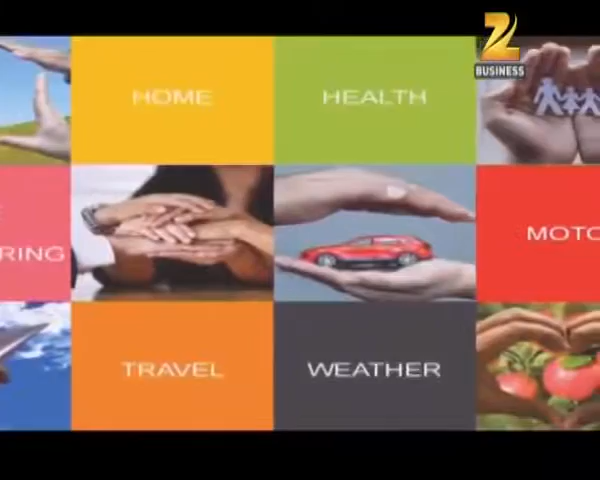 Z
BUSINESS
HOME
HEALTH
RING
MOTO
TRAVEL
WEATHER